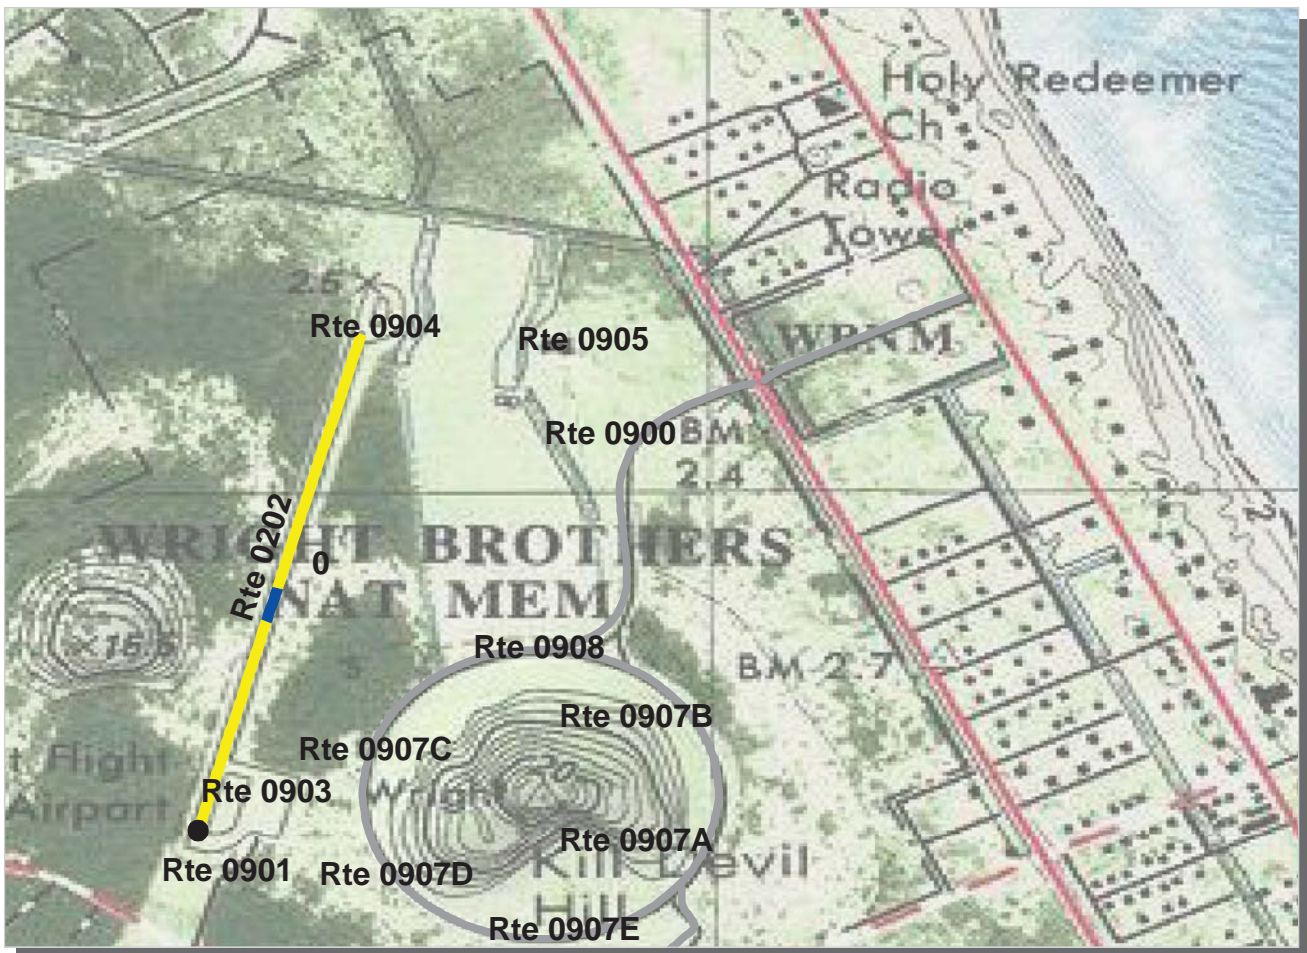 Holy Redeemer
Ch
Radio
Tower
2.6
Rte 0904
Rte 0905
WBNM
Rte 0900
BM
2.4
Rte 0202
0
WRIGHT BROTHERS
NAT MEM
×15.5
Rte 0908
BM 2.7
Rte 0907B
Rte 0907C
t Flight
Wright
Rte 0903
Airport
Rte 0907A
Kill Devil
Hill
Rte 0901
Rte 0907D
Rte 0907E